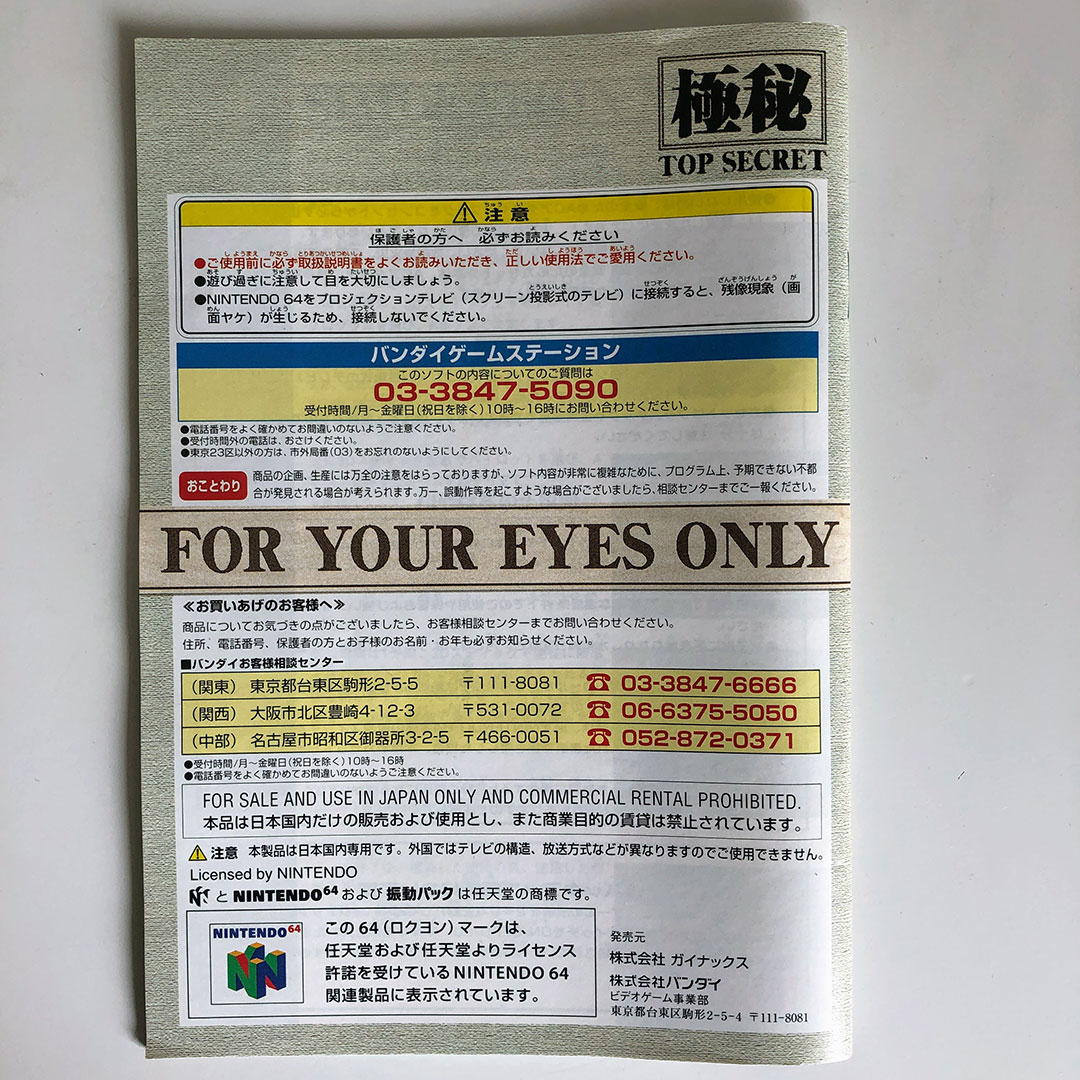 極秘
TOP SECRET
注意
保護者の方へ 必ずお読みください
●ご使用前に必ず取扱説明書をよくお読みいただき、正しい使用法でご愛用ください。
●遊び過ぎに注意して目を大切にしましょう。
●NINTENDO 64をプロジェクションテレビ（スクリーン投影式のテレビ）に接続すると、残像現象（画
面ヤケ）が生じるため、接続しないでください。
バンダイゲームステーション
このソフトの内容についてのご質問は
03-3847-5090
受付時間/月〜金曜日(祝日を除く)10時〜16時にお問い合わせください。
●電話番号をよく確かめてお間違いのないようご注意ください。
●受付時間外の電話は、おさけください。
●東京23区以外の方は、市外局番(03)をお忘れのないようにしてください。
おことわり
商品の企画、生産には万全の注意をはらっておりますが、ソフト内容が非常に複雑なために、プログラム上、予期できない不都
合が発見される場合が考えられます。万一、誤動作等を起こすような場合がございましたら、相談センターまでご一報ください。
FOR YOUR EYES ONLY
≪お買いあげのお客様へ≫
商品についてお気づきの点がございましたら、お客様相談センターまでお問い合わせください。
住所、電話番号、保護者の方とお子様のお名前・お年も必ずお知らせください。
■バンダイお客様相談センター
（関東） 東京都台東区駒形2-5-5 〒111-8081 ☎ 03-3847-6666
（関西） 大阪市北区豊崎4-12-3 〒531-0072 ☎ 06-6375-5050
（中部） 名古屋市昭和区御器所3-2-5 〒466-0051 ☎ 052-872-0371
●受付時間/月〜金曜日(祝日を除く)10時〜16時
●電話番号をよく確かめてお間違いのないようご注意ください。
FOR SALE AND USE IN JAPAN ONLY AND COMMERCIAL RENTAL PROHIBITED.
本品は日本国内だけの販売および使用とし、また商業目的の賃貸は禁止されています。
注意 本製品は日本国内専用です。外国ではテレビの構造、放送方式などが異なりますのでご使用できません。
Licensed by NINTENDO
と NINTENDO64 および 振動パック は任天堂の商標です。
NINTENDO64
この 64（ロクヨン）マークは、
任天堂および任天堂よりライセンス
許諾を受けているNINTENDO 64
関連製品に表示されています。
発売元
株式会社 ガイナックス
株式会社バンダイ
ビデオゲーム事業部
東京都台東区駒形2-5-4 〒111-8081